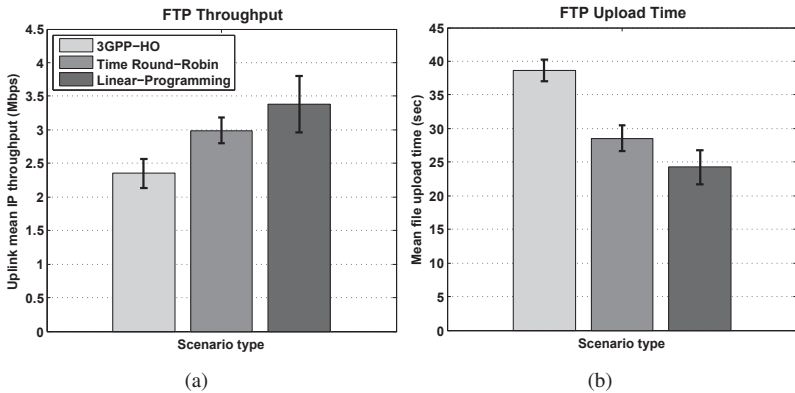 FTP Throughput
4.5
4
3.5
3
2.5
2
1.5
1
0.5
0
Uplink mean IP throughput (Mbps)
3GPP−HO
Time Round−Robin
Linear−Programming
Scenario type
(a)
FTP Upload Time
45
40
35
30
25
20
15
10
5
0
Mean file upload time (sec)
Scenario type
(b)